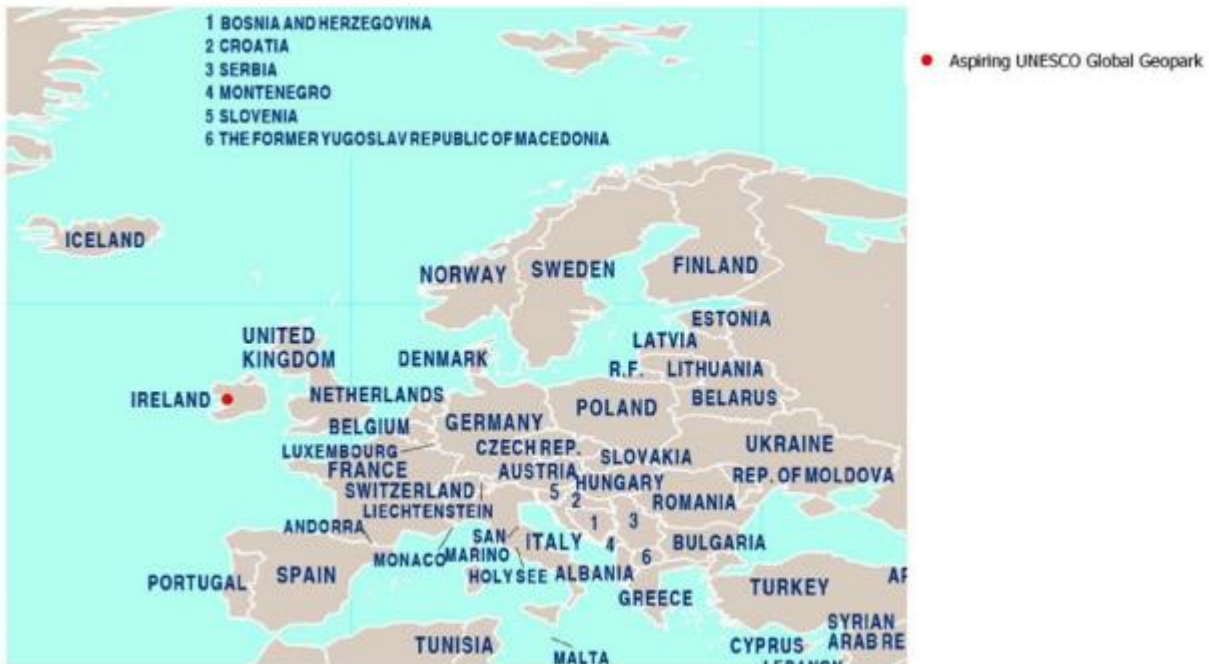 1 BOSNIA AND HERZEGOVINA
2 CROATIA
3 SERBIA
4 MONTENEGRO
5 SLOVENIA
6 THE FORMER YUGOSLAV REPUBLIC OF MACEDONIA
Aspiring UNESCO Global Geopark
ICELAND
NORWAY
SWEDEN
FINLAND
ESTONIA
UNITED
KINGDOM
LATVIA
DENMARK
R.F.
LITHUANIA
IRELAND
NETHERLANDS
BELARUS
POLAND
BELGIUM
GERMANY
UKRAINE
LUXEMBOURG
CZECH REP.
SLOVAKIA
FRANCE
AUSTRIA
HUNGARY
REP. OF MOLDOVA
SWITZERLAND
5
2
ROMANIA
LIECHTENSTEIN
ANDORRA
1
3
SAN
MARINO
ITALY
4
BULGARIA
MONACO
6
HOLY SEE
ALBANIA
PORTUGAL
SPAIN
GREECE
TURKEY
AR
SYRIAN
ARAB RE
TUNISIA
MALTA
CYPRUS
LEBANON